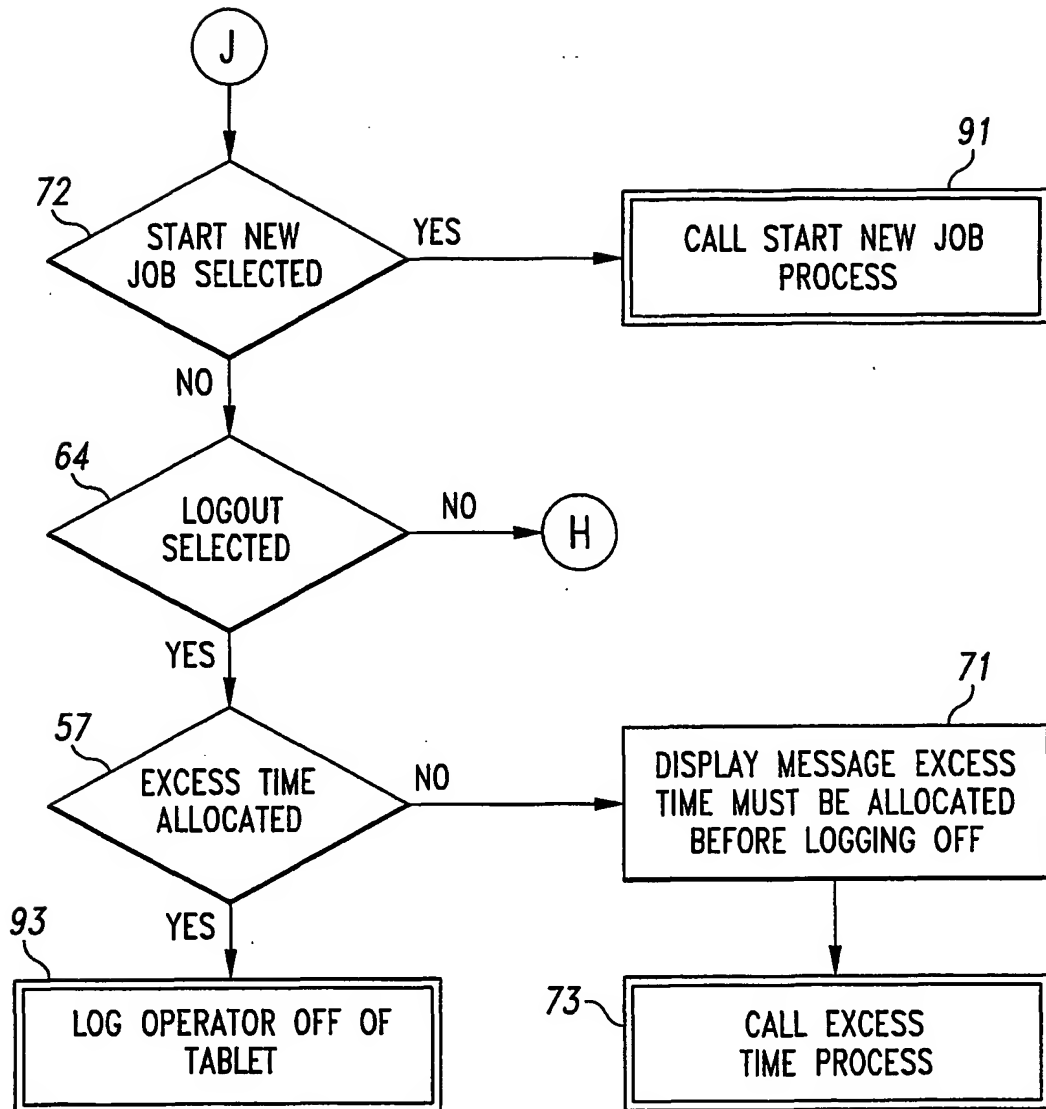 J
72
START NEW
JOB SELECTED
YES
91
CALL START NEW JOB
PROCESS
NO
64
LOGOUT
SELECTED
NO
H
YES
57
EXCESS TIME
ALLOCATED
NO
71
DISPLAY MESSAGE EXCESS
TIME MUST BE ALLOCATED
BEFORE LOGGING OFF
YES
93
LOG OPERATOR OFF OF
TABLET
73
CALL EXCESS
TIME PROCESS